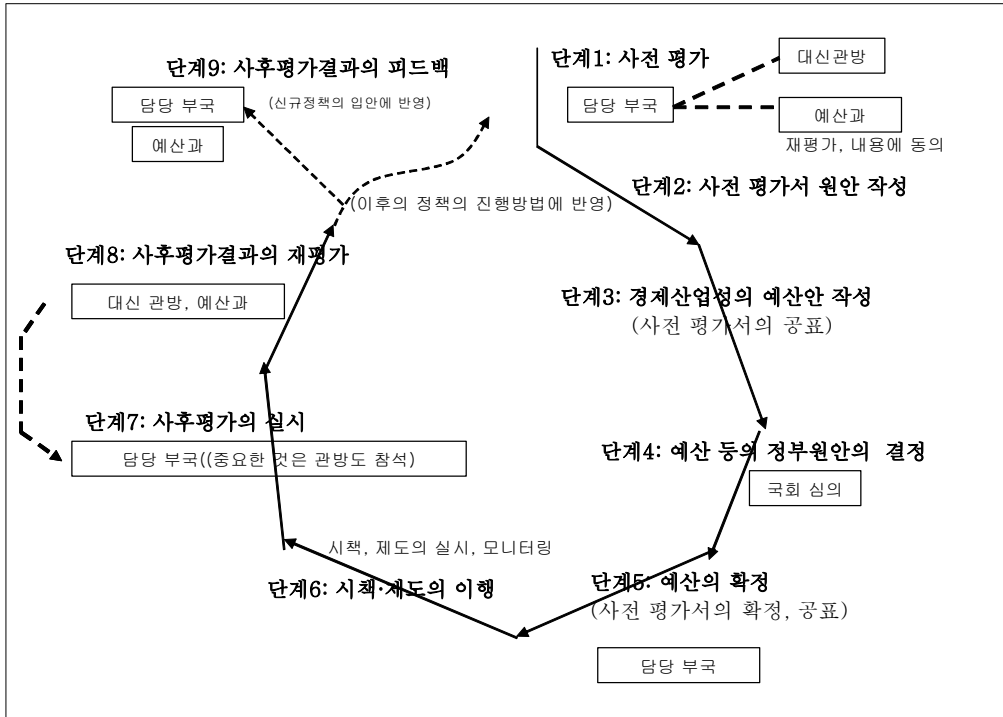 단계1: 사전 평가
대신관방
담당 부국
예산과
재평가, 내용에 동의
단계2: 사전 평가서 원안 작성
단계3: 경제산업성의 예산안 작성
(사전 평가서의 공표)
단계4: 예산 등의 정부원안의 결정
국회 심의
단계5: 예산의 확정
(사전 평가서의 확정, 공표)
담당 부국
시책, 제도의 실시, 모니터링
단계6: 시책·제도의 이행
단계7: 사후평가의 실시
담당 부국((중요한 것은 관방도 참석)
단계8: 사후평가결과의 재평가
대신 관방, 예산과
(이후의 정책의 진행방법에 반영)
단계9: 사후평가결과의 피드백
담당 부국
(신규정책의 입안에 반영)
예산과